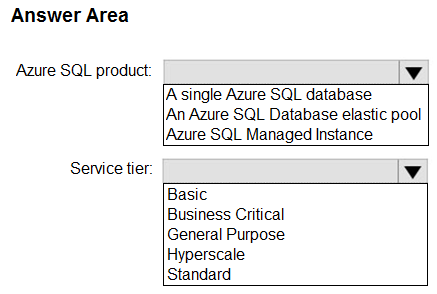 Answer Area
Azure SQL product:
A single Azure SQL database
An Azure SQL Database elastic pool
Azure SQL Managed Instance
Service tier:
Basic
Business Critical
General Purpose
Hyperscale
Standard